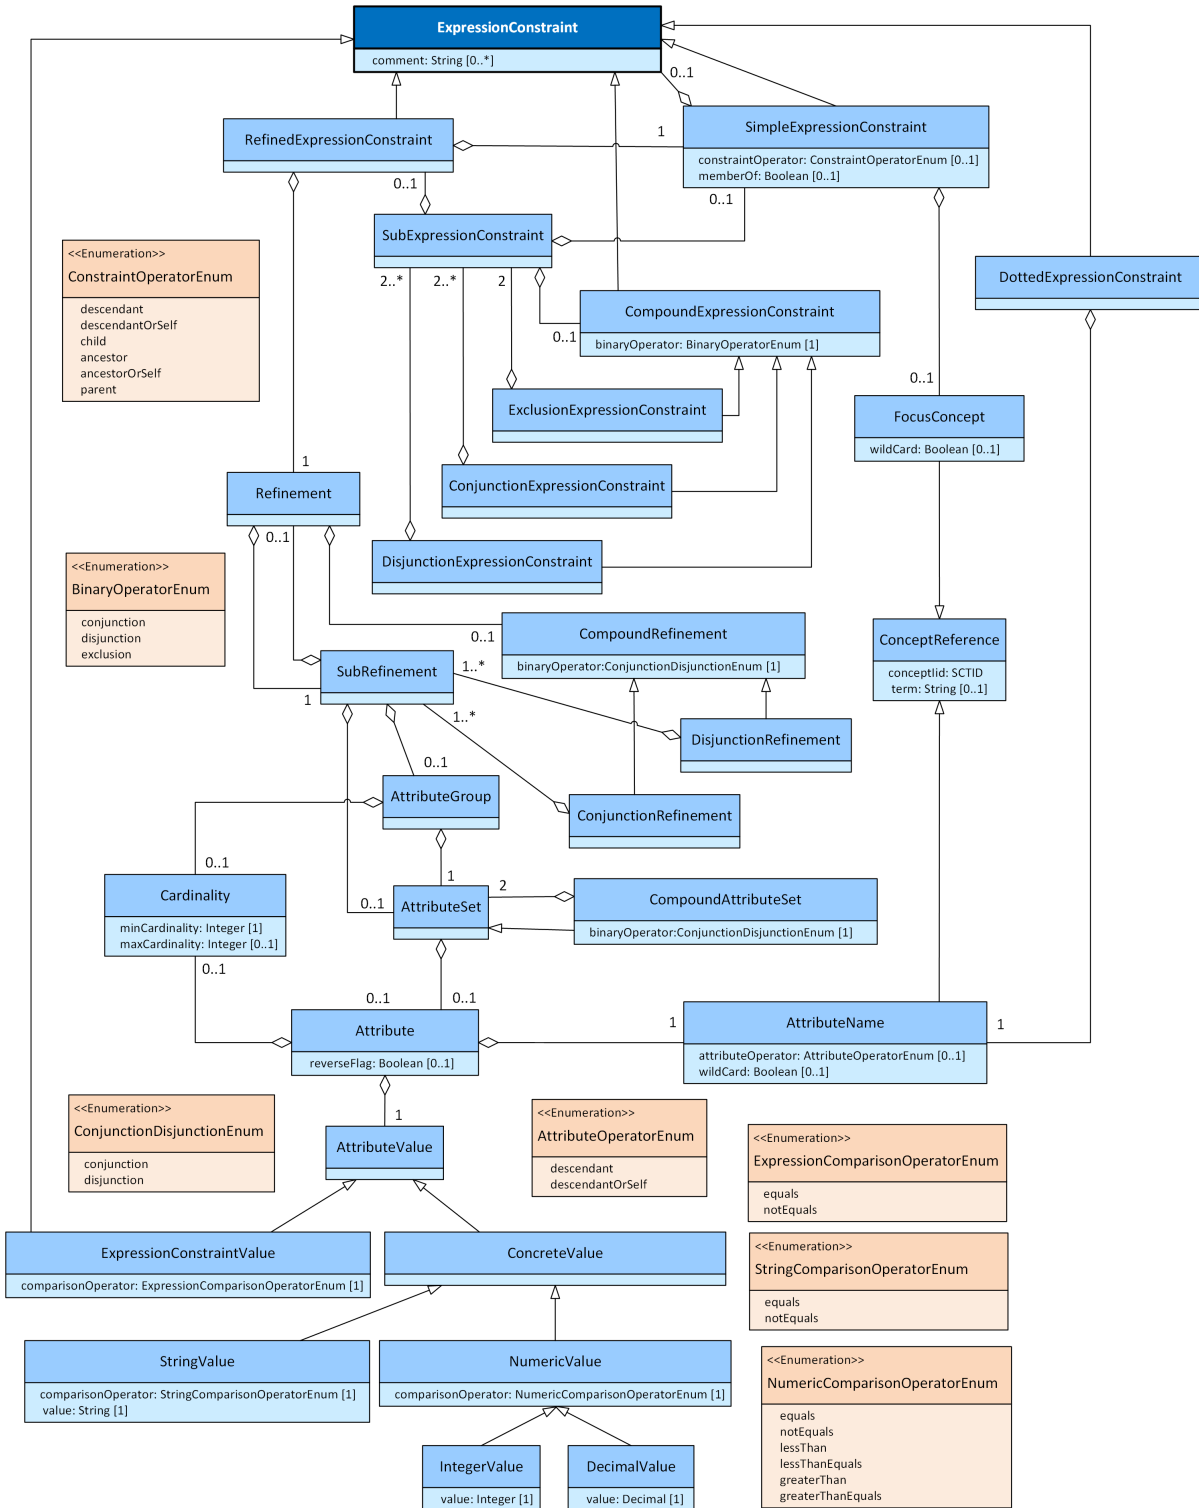 ExpressionConstraint
comment: String [0..*]
0..1
RefinedExpressionConstraint
1
SimpleExpressionConstraint
constraintOperator: ConstraintOperatorEnum [0..1]
memberOf: Boolean [0..1]
0..1
0..1
SubExpressionConstraint
<<Enumeration>>
ConstraintOperatorEnum
descendant
descendantOrSelf
child
ancestor
ancestorOrSelf
parent
2..*
2..*
2
DottedExpressionConstraint
CompoundExpressionConstraint
binaryOperator: BinaryOperatorEnum [1]
0..1
0..1
ExclusionExpressionConstraint
FocusConcept
wildCard: Boolean [0..1]
1
ConjunctionExpressionConstraint
Refinement
0..1
DisjunctionExpressionConstraint
<<Enumeration>>
BinaryOperatorEnum
conjunction
disjunction
exclusion
0..1
CompoundRefinement
binaryOperator:ConjunctionDisjunctionEnum [1]
ConceptReference
conceptIid: SCTID
term: String [0..1]
SubRefinement
1..*
1
1..*
DisjunctionRefinement
0..1
AttributeGroup
ConjunctionRefinement
0..1
1
2
Cardinality
minCardinality: Integer [1]
maxCardinality: Integer [0..1]
0..1
AttributeSet
CompoundAttributeSet
binaryOperator:ConjunctionDisjunctionEnum [1]
0..1
0..1
0..1
Attribute
reverseFlag: Boolean [0..1]
1
AttributeName
attributeOperator: AttributeOperatorEnum [0..1]
wildCard: Boolean [0..1]
1
<<Enumeration>>
ConjunctionDisjunctionEnum
conjunction
disjunction
1
AttributeValue
<<Enumeration>>
AttributeOperatorEnum
descendant
descendantOrSelf
<<Enumeration>>
ExpressionComparisonOperatorEnum
equals
notEquals
ExpressionConstraintValue
comparisonOperator: ExpressionComparisonOperatorEnum [1]
ConcreteValue
<<Enumeration>>
StringComparisonOperatorEnum
equals
notEquals
StringValue
comparisonOperator: StringComparisonOperatorEnum [1]
value: String [1]
NumericValue
comparisonOperator: NumericComparisonOperatorEnum [1]
<<Enumeration>>
NumericComparisonOperatorEnum
equals
notEquals
lessThan
lessThanEquals
greaterThan
greaterThanEquals
IntegerValue
value: Integer [1]
DecimalValue
value: Decimal [1]